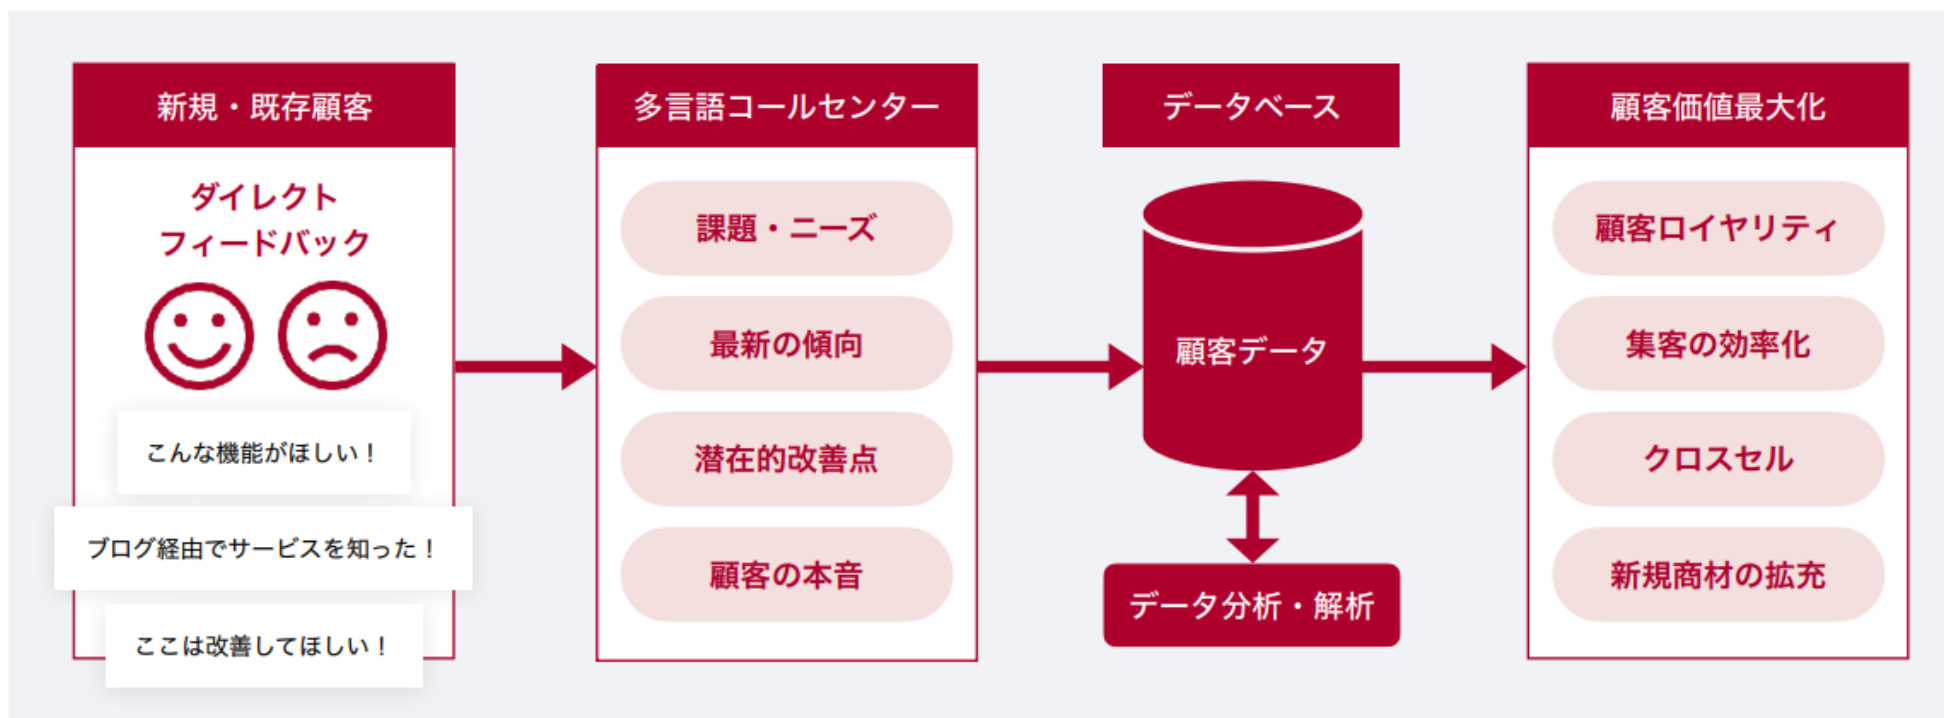 新規・既存顧客
ダイレクト
フィードバック
こんな機能がほしい！
ブログ経由でサービスを知った！
ここは改善してほしい！
多言語コールセンター
課題・ニーズ
最新の傾向
潜在的改善点
顧客の本音
データベース
顧客データ
データ分析・解析
顧客価値最大化
顧客ロイヤリティ
集客の効率化
クロスセル
新規商材の拡充